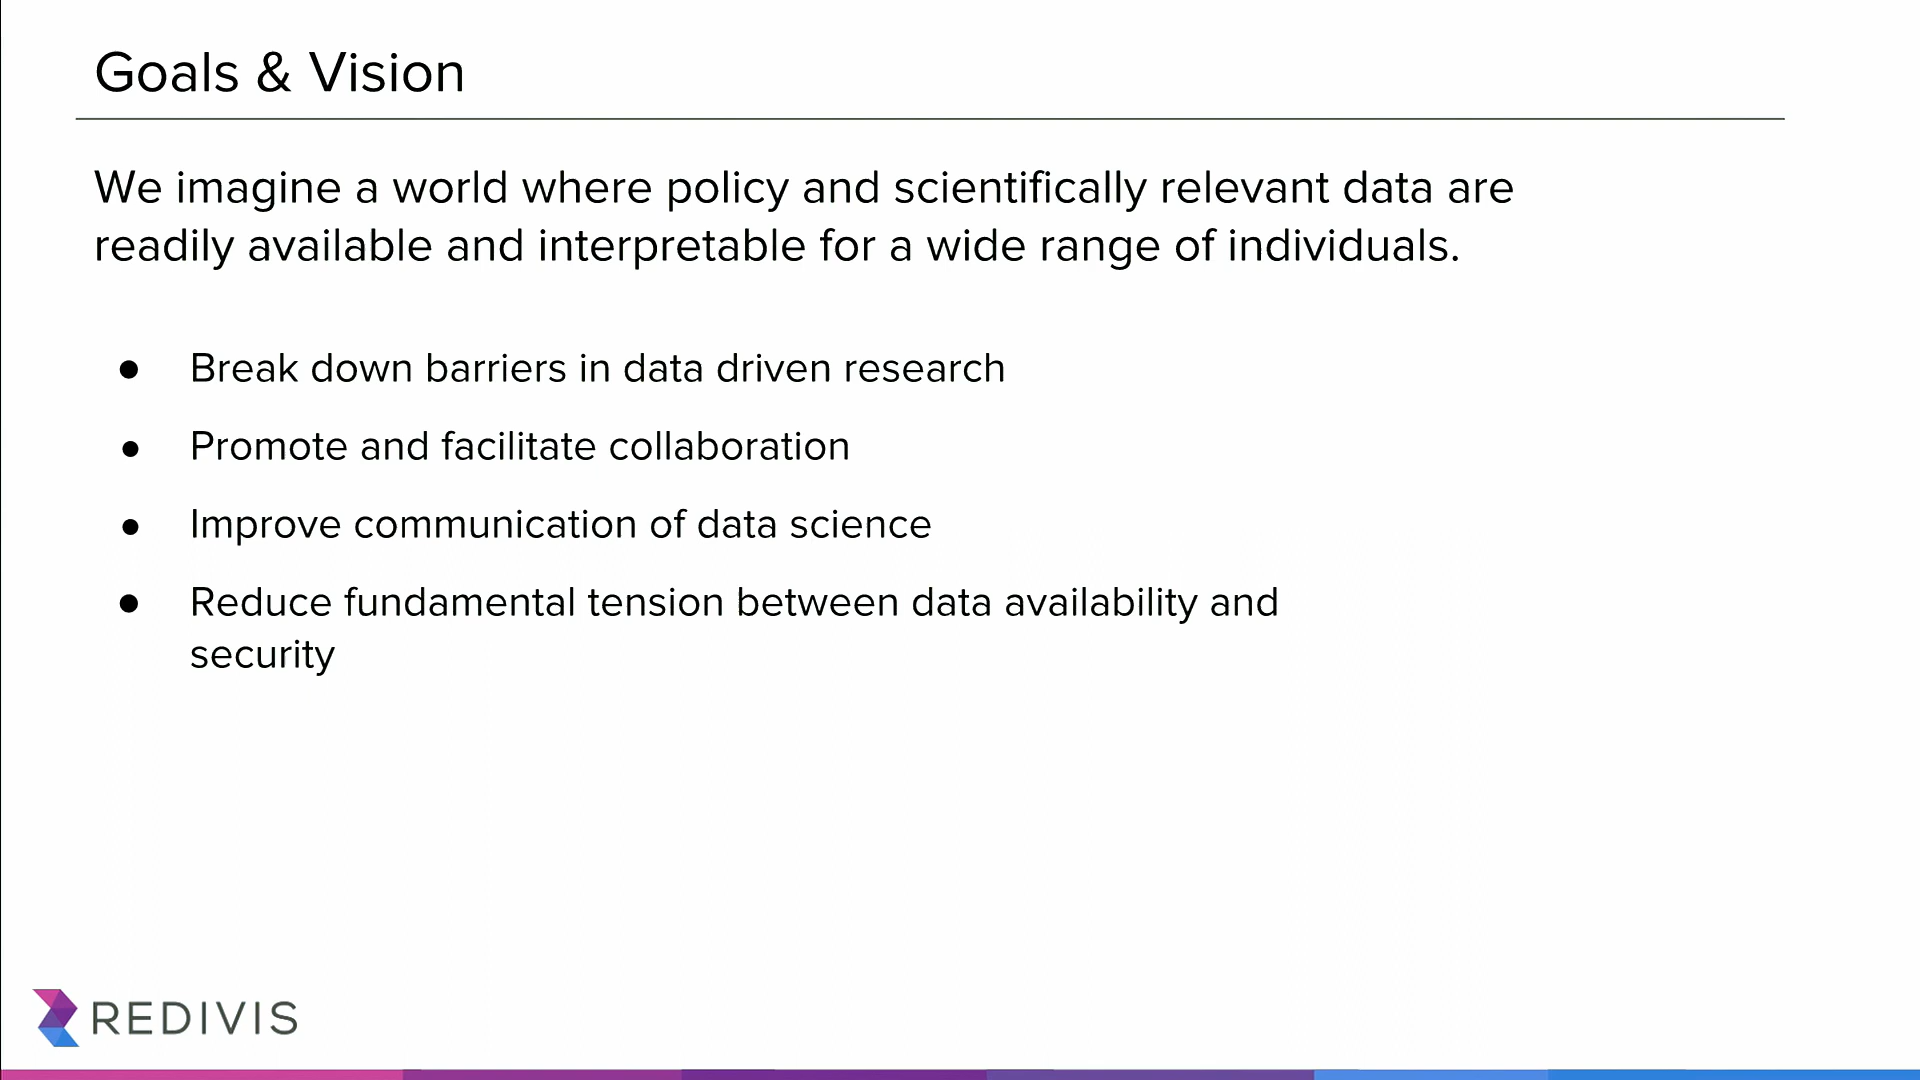 Goals & Vision
We imagine a world where policy and scientifically relevant data are
readily available and interpretable for a wide range of individuals.
● Break down barriers in data driven research
● Promote and facilitate collaboration
● Improve communication of data science
● Reduce fundamental tension between data availability and
security
REDIVIS